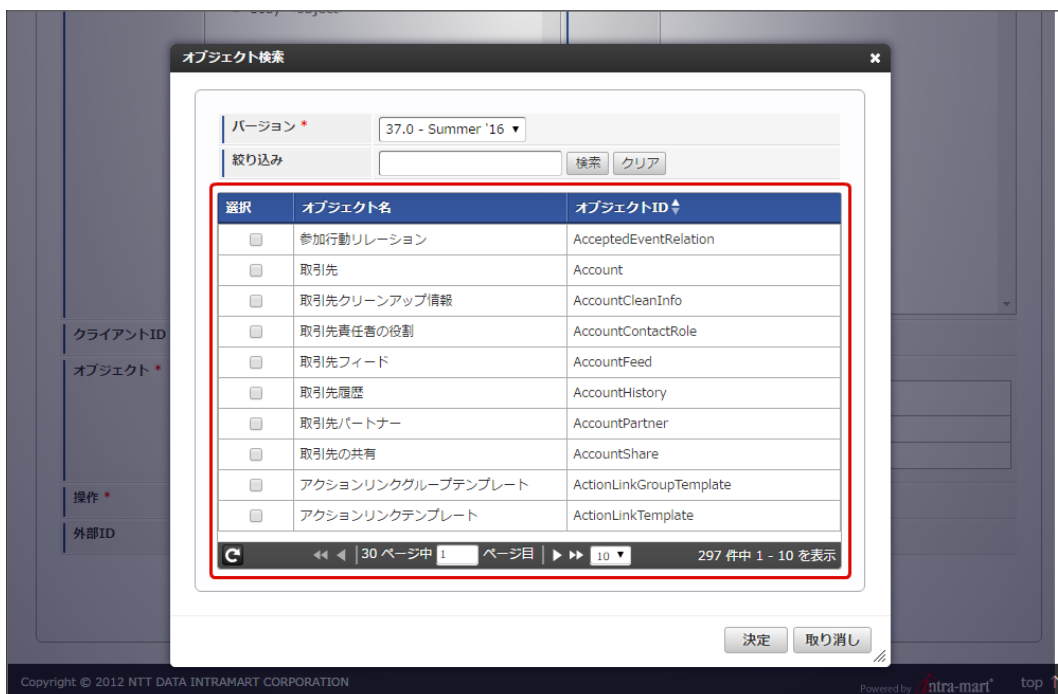 オブジェクト検索
バージョン * 37.0 - Summer '16
絞り込み 検索 クリア
選択 オブジェクト名 オブジェクトID
参加行動リレーション AcceptedEventRelation
取引先 Account
取引先クリーンアップ情報 AccountCleanInfo
取引先責任者の役割 AccountContactRole
取引先フィード AccountFeed
取引先履歴 AccountHistory
取引先パートナー AccountPartner
取引先の共有 AccountShare
アクションリンクグループテンプレート ActionLinkGroupTemplate
アクションリンクテンプレート ActionLinkTemplate
30 ページ中 1 ページ目 10 297 件中 1 - 10 を表示
決定 取り消し
クライアントID
オブジェクト *
操作 *
外部ID
Copyright © 2012 NTT DATA INTRAMART CORPORATION
Powered by intra-mart top